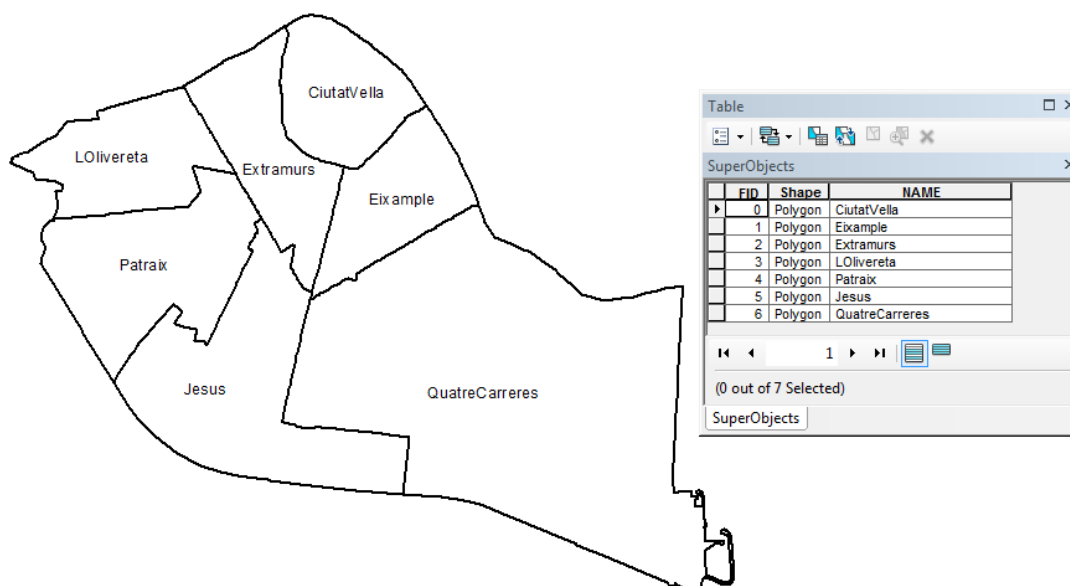 CiutatVella
LOlivereta
Extramurs
Eixample
Patraix
Jesus
QuatreCarreres
Table
SuperObjects
FID Shape NAME
0 Polygon CiutatVella
1 Polygon Eixample
2 Polygon Extramurs
3 Polygon LOlivereta
4 Polygon Patraix
5 Polygon Jesus
6 Polygon QuatreCarreres
1
(0 out of 7 Selected)
SuperObjects